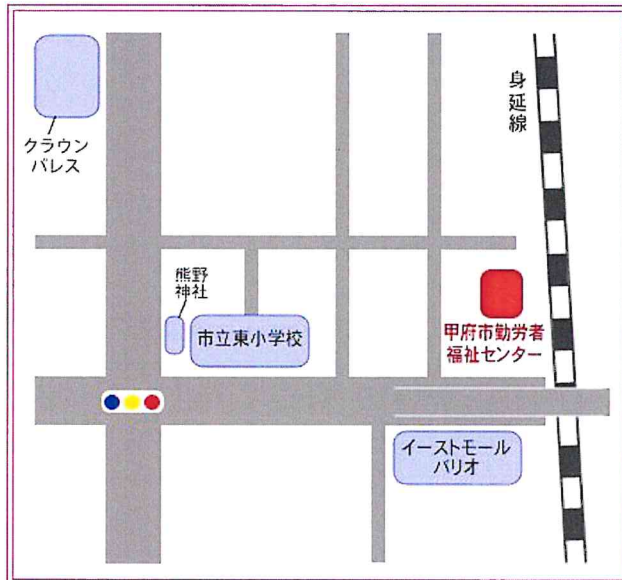 クラウン
パレス
身延線
熊野
神社
市立東小学校
甲府市勤労者
福祉センター
イーストモール
バリオ